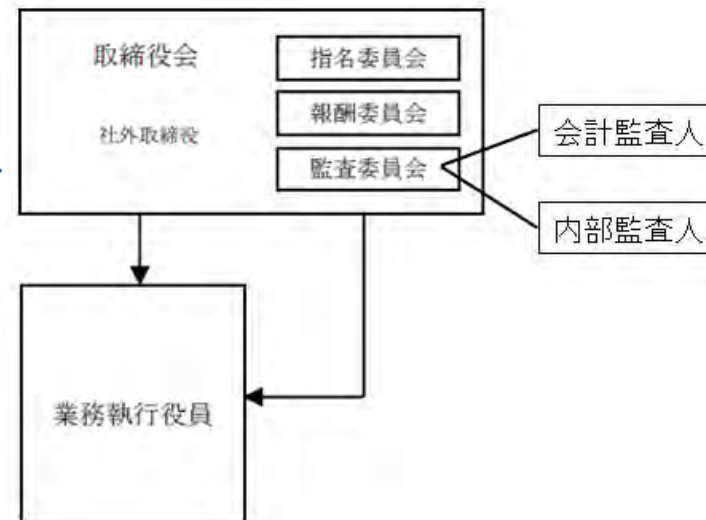 取締役会
社外取締役
指名委員会
報酬委員会
監査委員会
会計監査人
内部監査人
業務執行役員